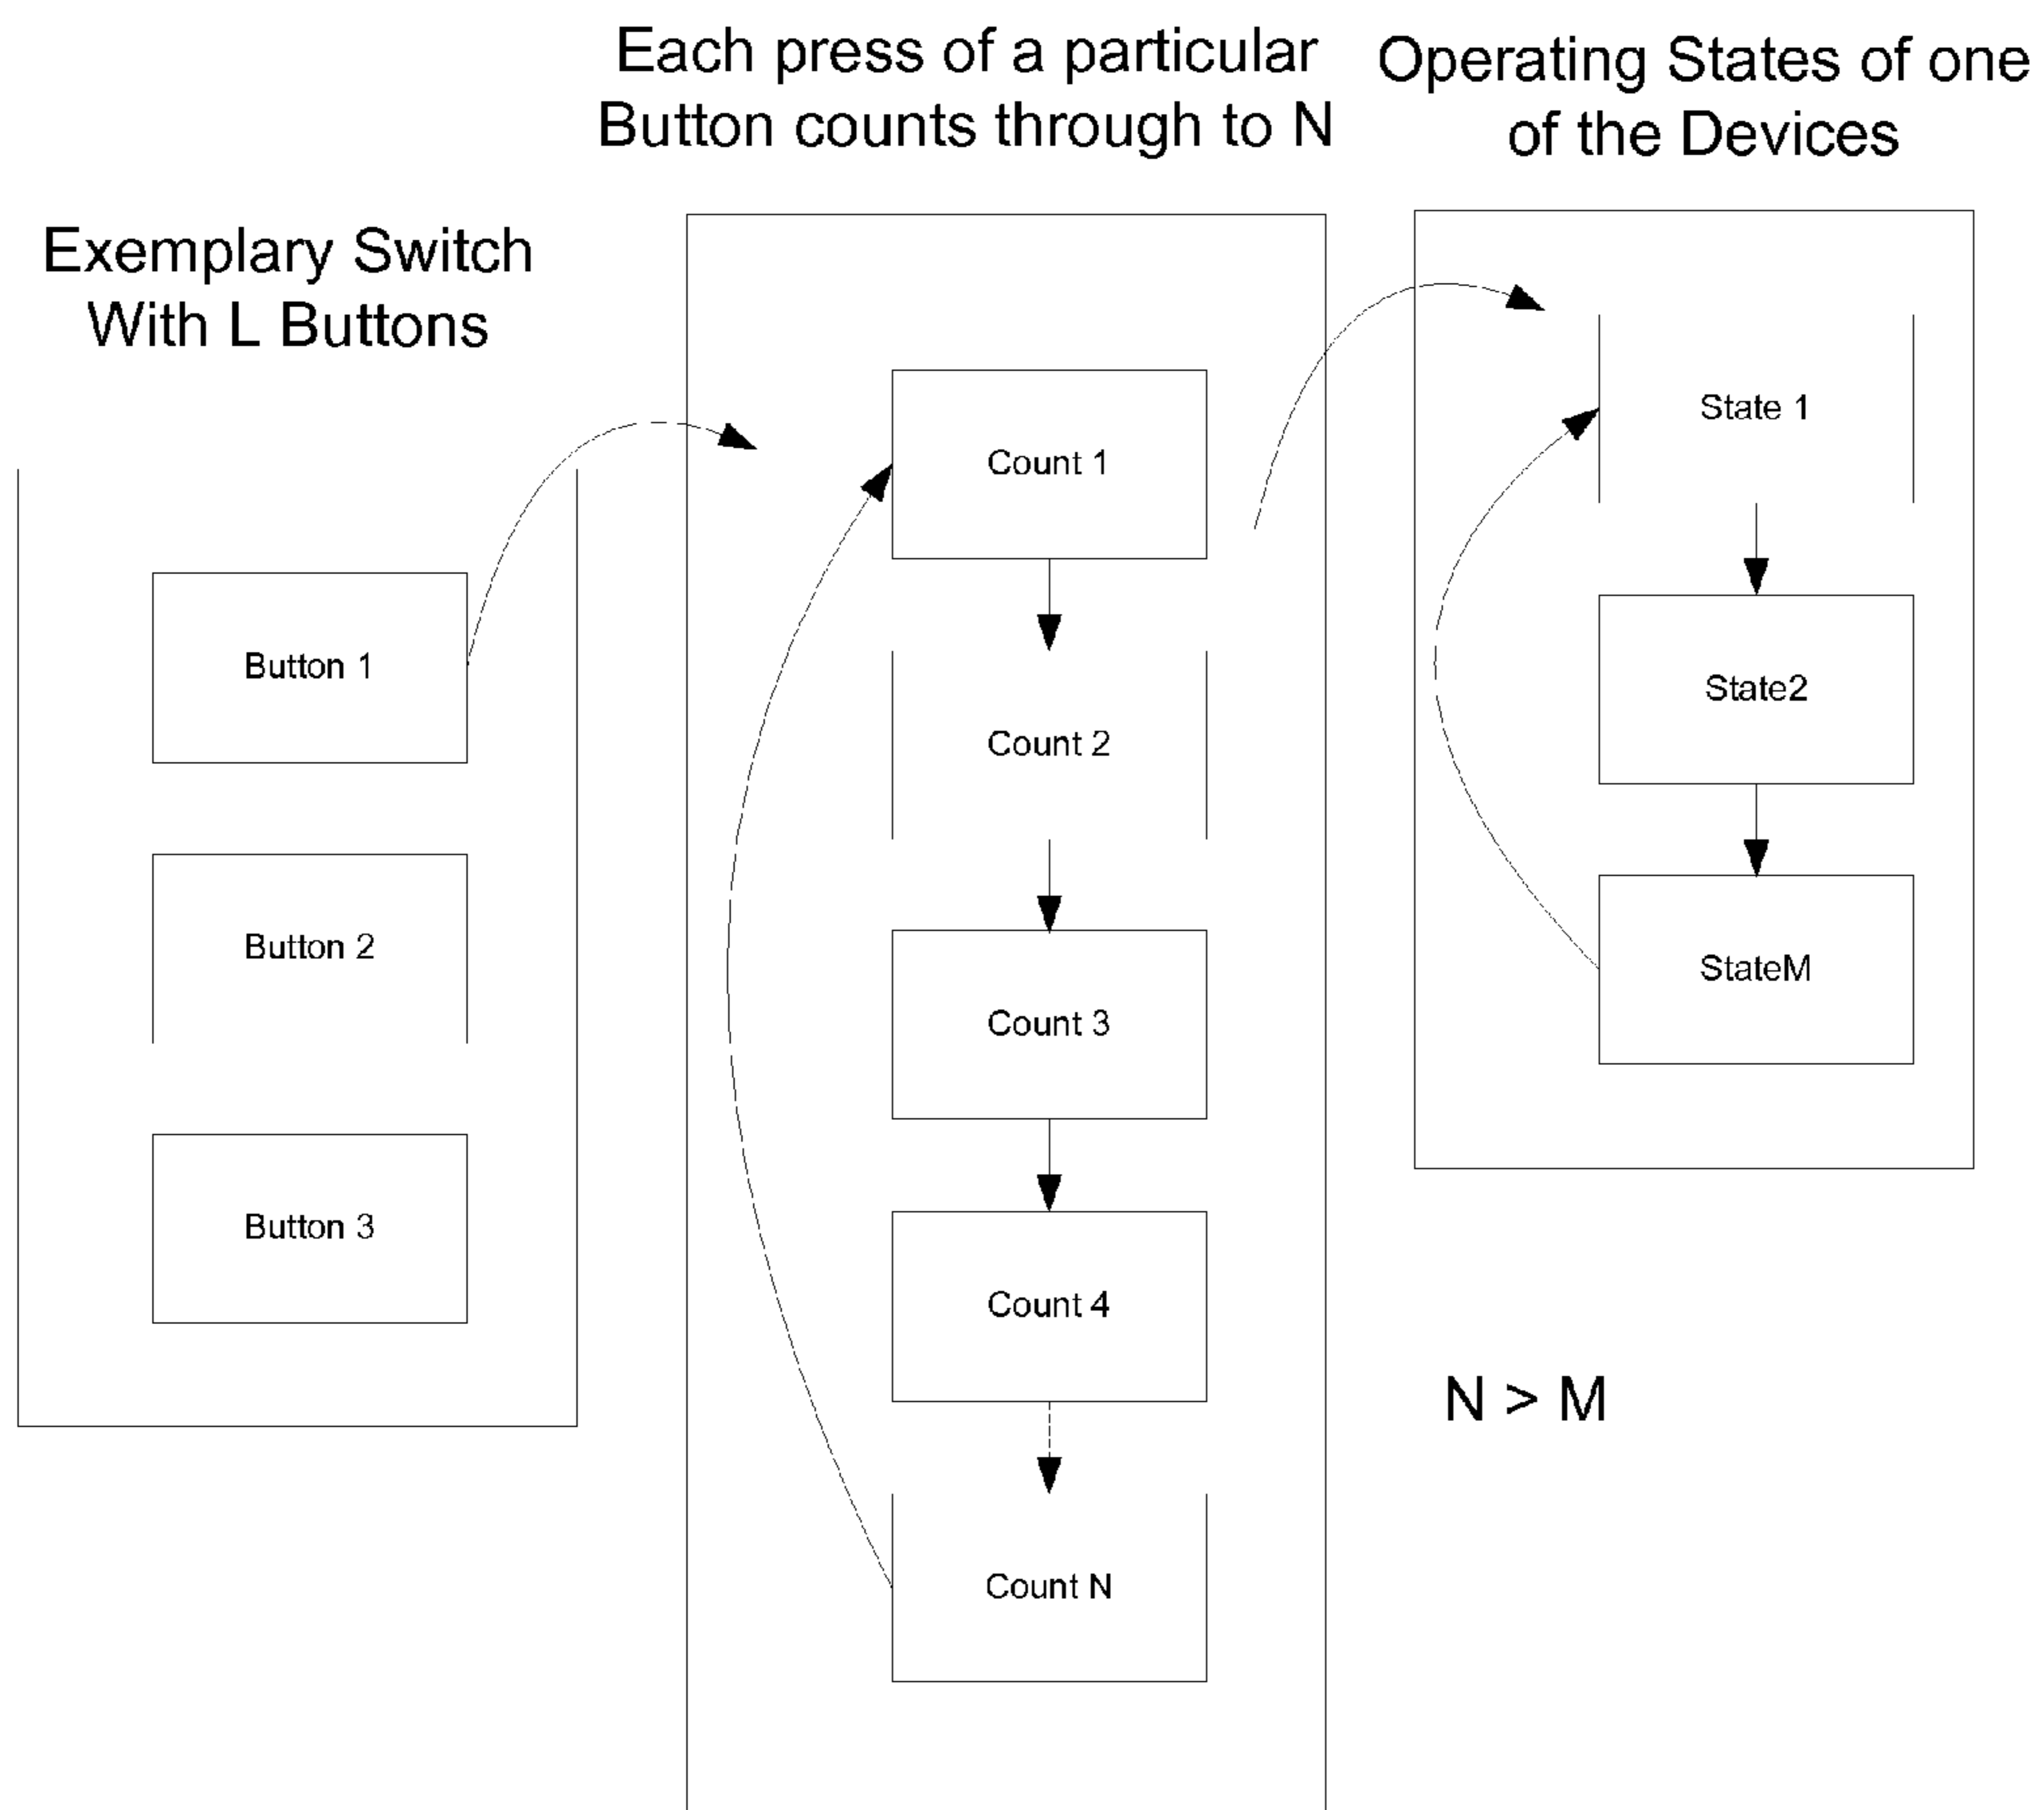 Exemplary Switch
With L Buttons
Button 1
Button 2
Button 3
Each press of a particular
Button counts through to N
Count 1
Count 2
Count 3
Count 4
Count N
Operating States of one
of the Devices
State 1
State2
StateM
N > M